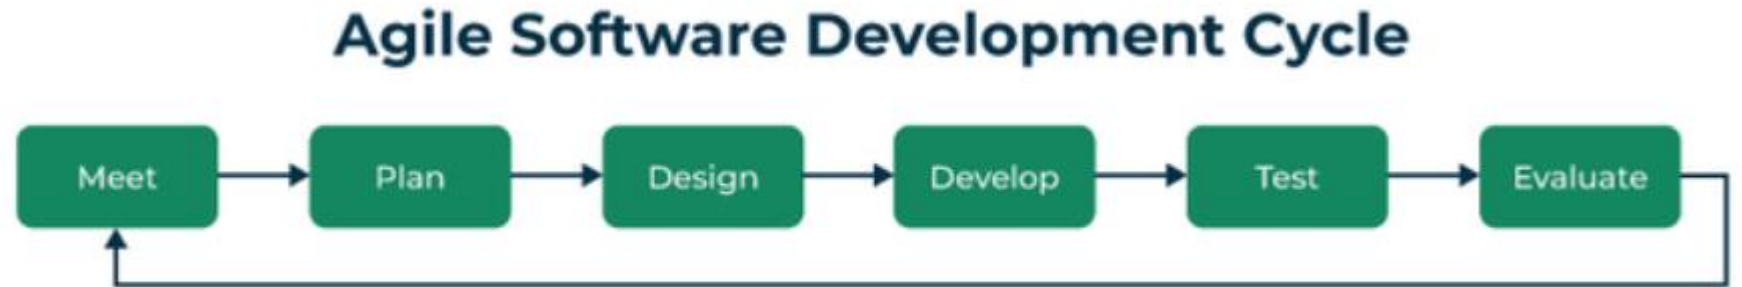 Agile Software Development Cycle
Meet
Plan
Design
Develop
Test
Evaluate